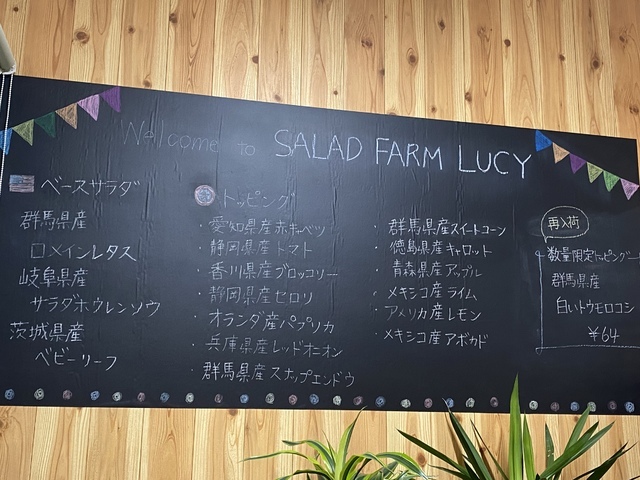 Welcome to SALAD FARM LUCY
ベースサラダ
群馬県産
ロメインレタス
岐阜県産
サラダホウレンソウ
茨城県産
ベビーリーフ
トッピング
・愛知県産赤キャベツ
・静岡県産トマト
・香川県産ブロッコリー
・静岡県産セロリ
・オランダ産パプリカ
・兵庫県産レッドオニオン
・群馬県産スナップエンドウ
・群馬県産スイートコーン
・徳島県産キャロット
・青森県産アップル
・メキシコ産ライム
・アメリカ産レモン
・メキシコ産アボカド
再入荷
数量限定トッピング
群馬県産
白いトウモロコシ
¥64